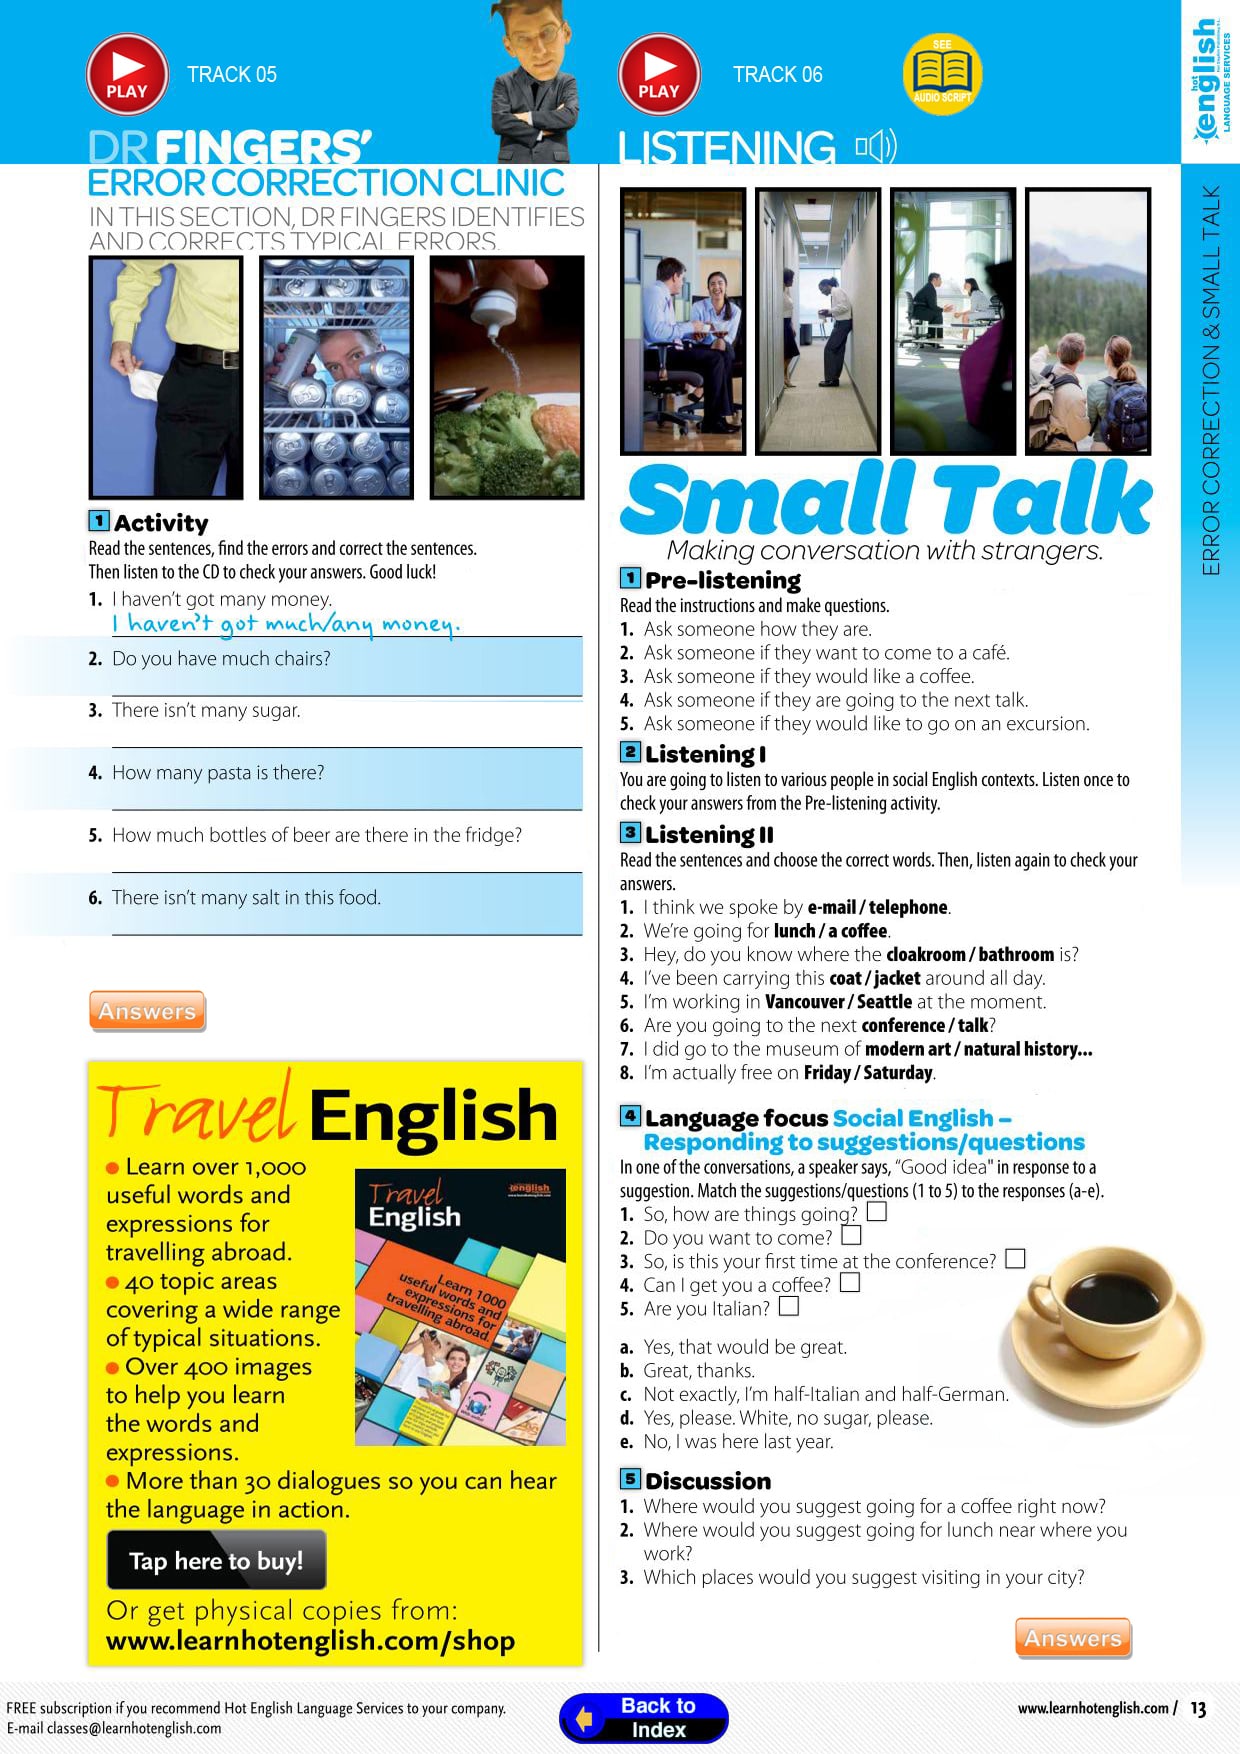 PLAY
TRACK 05
DR FINGERS'
ERROR CORRECTION CLINIC
IN THIS SECTION, DR FINGERS IDENTIFIES
AND CORRECTS TYPICAL ERRORS.
1 Activity
Read the sentences, find the errors and correct the sentences.
Then listen to the CD to check your answers. Good luck!
1. I haven't got many money.
I haven't got much/any money.
2. Do you have much chairs?
3. There isn't many sugar.
4. How many pasta is there?
5. How much bottles of beer are there in the fridge?
6. There isn't many salt in this food.
Answers
Travel English
• Learn over 1,000
useful words and
expressions for
travelling abroad.
• 40 topic areas
covering a wide range
of typical situations.
• Over 400 images
to help you learn
the words and
expressions.
• More than 30 dialogues so you can hear
the language in action.
Travel
English
english
Learn 1000
useful words and
expressions for
travelling abroad.
Tap here to buy!
Or get physical copies from:
www.learnhotenglish.com/shop
PLAY
TRACK 06
SEE
AUDIO SCRIPT
LISTENING
Small Talk
Making conversation with strangers.
1 Pre-listening
Read the instructions and make questions.
1. Ask someone how they are.
2. Ask someone if they want to come to a café.
3. Ask someone if they would like a coffee.
4. Ask someone if they are going to the next talk.
5. Ask someone if they would like to go on an excursion.
2 Listening I
You are going to listen to various people in social English contexts. Listen once to
check your answers from the Pre-listening activity.
3 Listening II
Read the sentences and choose the correct words. Then, listen again to check your
answers.
1. I think we spoke by e-mail / telephone.
2. We're going for lunch / a coffee.
3. Hey, do you know where the cloakroom / bathroom is?
4. I've been carrying this coat / jacket around all day.
5. I'm working in Vancouver / Seattle at the moment.
6. Are you going to the next conference / talk?
7. I did go to the museum of modern art / natural history...
8. I'm actually free on Friday / Saturday.
4 Language focus Social English –
Responding to suggestions/questions
In one of the conversations, a speaker says, "Good idea" in response to a
suggestion. Match the suggestions/questions (1 to 5) to the responses (a-e).
1. So, how are things going?
2. Do you want to come?
3. So, is this your first time at the conference?
4. Can I get you a coffee?
5. Are you Italian?
a. Yes, that would be great.
b. Great, thanks.
c. Not exactly, I'm half-Italian and half-German.
d. Yes, please. White, no sugar, please.
e. No, I was here last year.
5 Discussion
1. Where would you suggest going for a coffee right now?
2. Where would you suggest going for lunch near where you
work?
3. Which places would you suggest visiting in your city?
Answers
hot english
LANGUAGE SERVICES
ERROR CORRECTION & SMALL TALK
FREE subscription if you recommend Hot English Language Services to your company.
E-mail classes@learnhotenglish.com
Back to
Index
www.learnhotenglish.com / 13